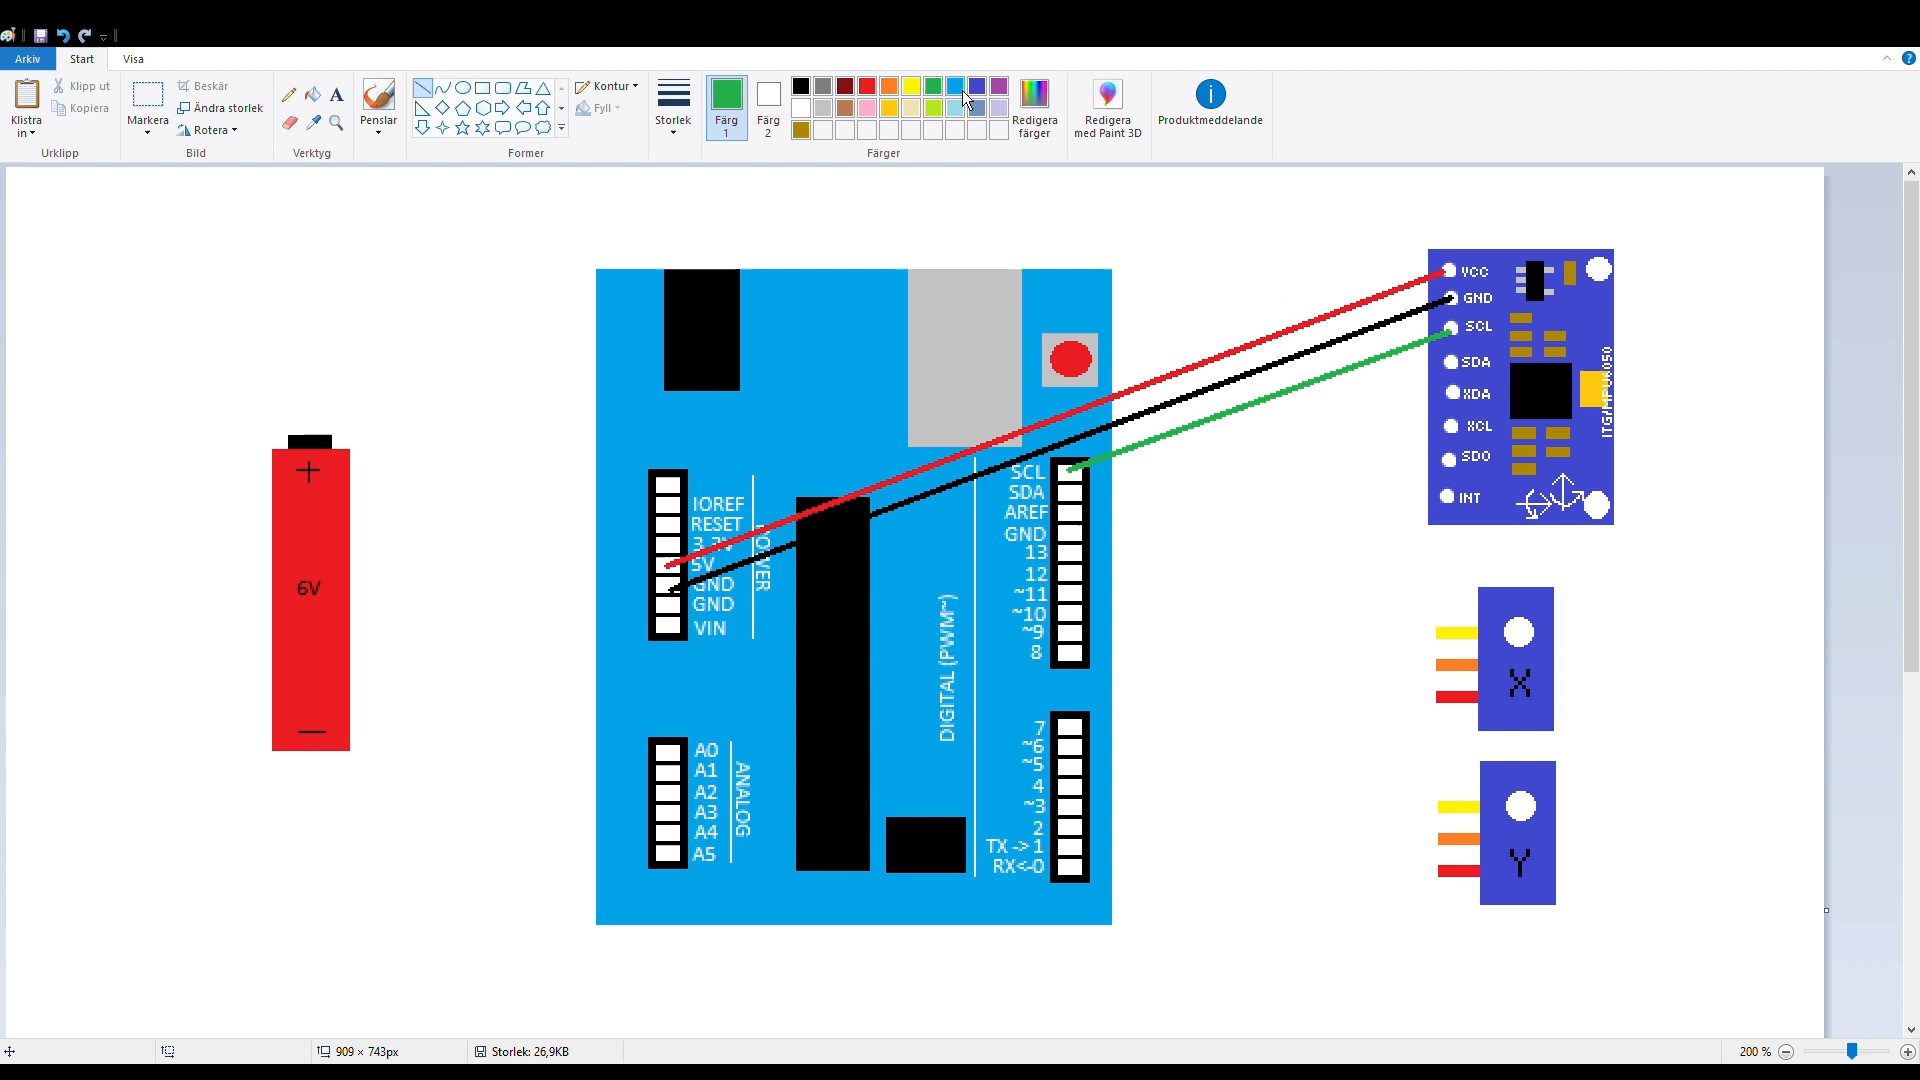 Arkiv Start Visa
Klistra in
Klipp ut
Kopiera
Urklipp
Markera
Beskär
Ändra storlek
Rotera
Bild
A
Verktyg
Penslar
Former
Kontur
Fyll
Storlek
Färg 1
Färg 2
Färger
Redigera färger
Redigera med Paint 3D
Produktmeddelande
+
6V
—
IOREF
RESET
3.3V
5V
GND
GND
VIN
POWER
A0
A1
A2
A3
A4
A5
ANALOG
DIGITAL (PWM~)
SCL
SDA
AREF
GND
13
12
~11
~10
~9
8
7
~6
~5
4
~3
2
TX -> 1
RX<-0
VCC
GND
SCL
SDA
XDA
XCL
SDO
INT
ITG/MPU6050
X
Y
909 × 743px
Storlek: 26,9KB
200 %